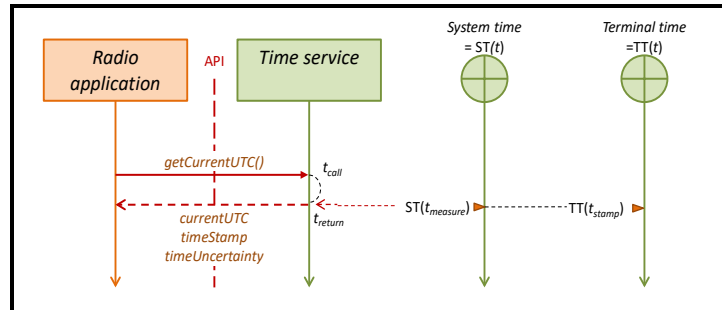 System time
= ST(t)
Terminal time
=TT(t)
Radio
application
API
Time service
getCurrentUTC()
t_call
t_return
ST(t_measure)
TT(t_stamp)
currentUTC
timeStamp
timeUncertainty